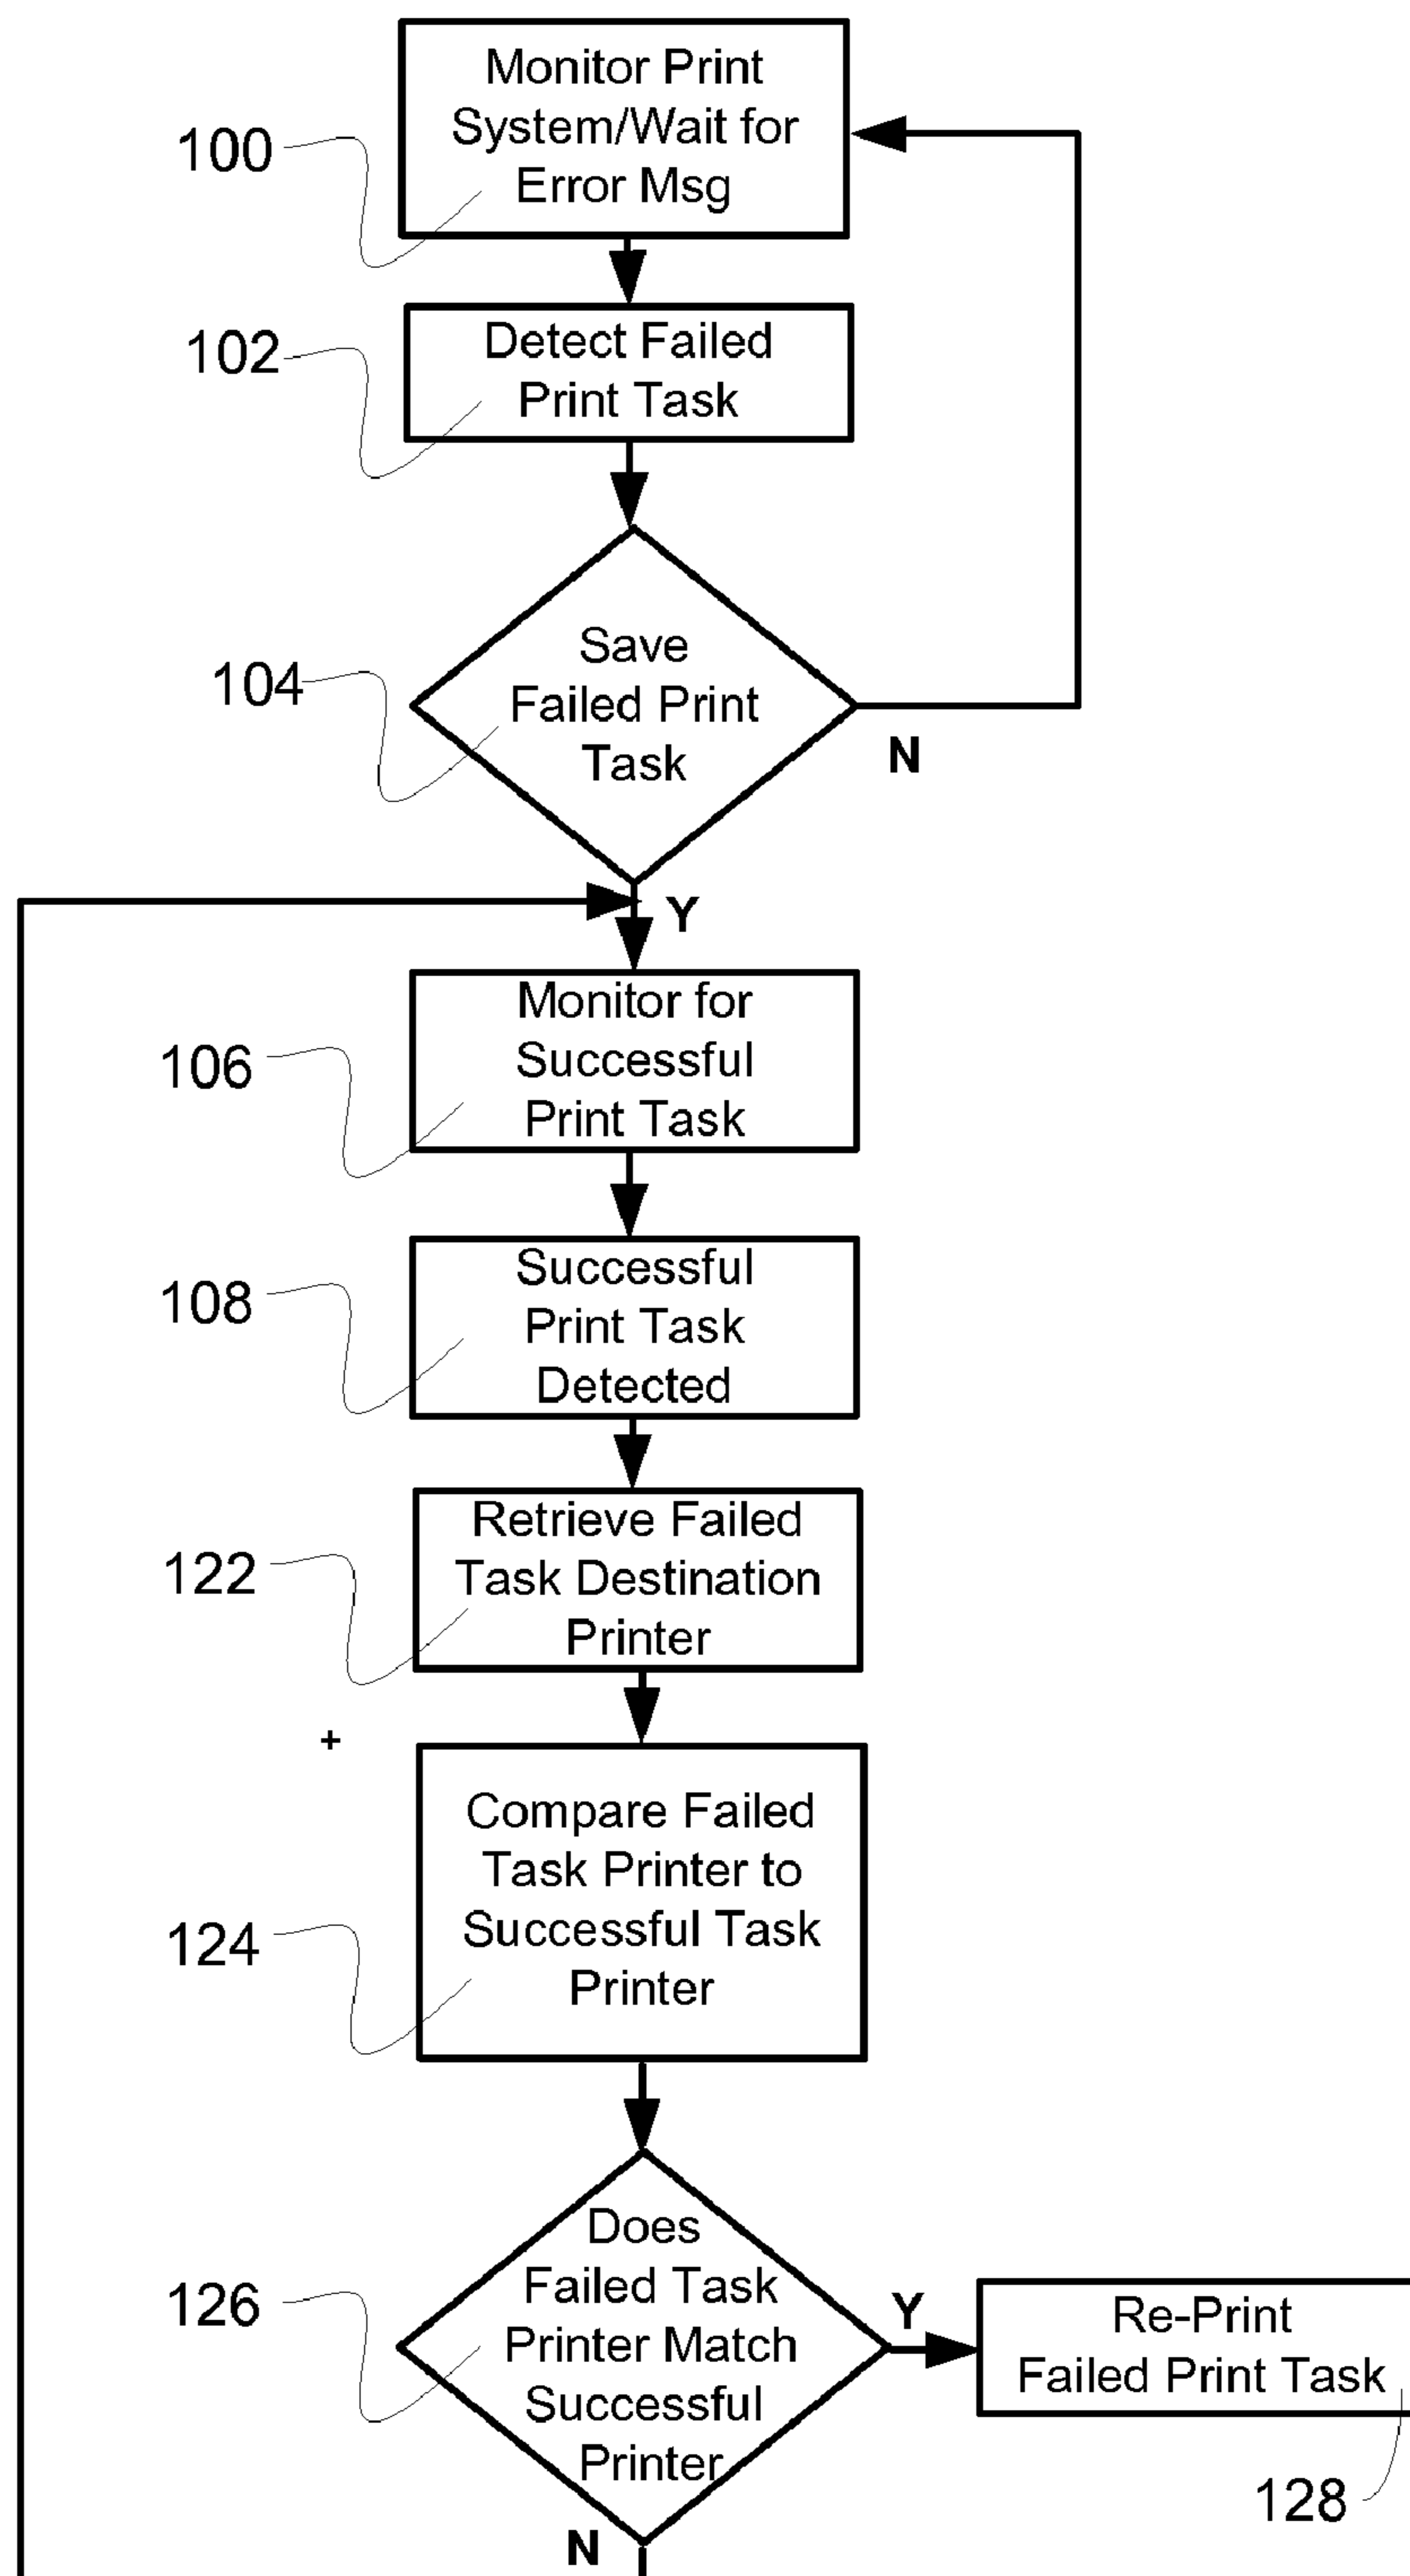 100
Monitor Print
System/Wait for
Error Msg
102
Detect Failed
Print Task
104
Save
Failed Print
Task
N
Y
106
Monitor for
Successful
Print Task
108
Successful
Print Task
Detected
122
Retrieve Failed
Task Destination
Printer
+
124
Compare Failed
Task Printer to
Successful Task
Printer
126
Does
Failed Task
Printer Match
Successful
Printer
Y
Re-Print
Failed Print Task
128
N